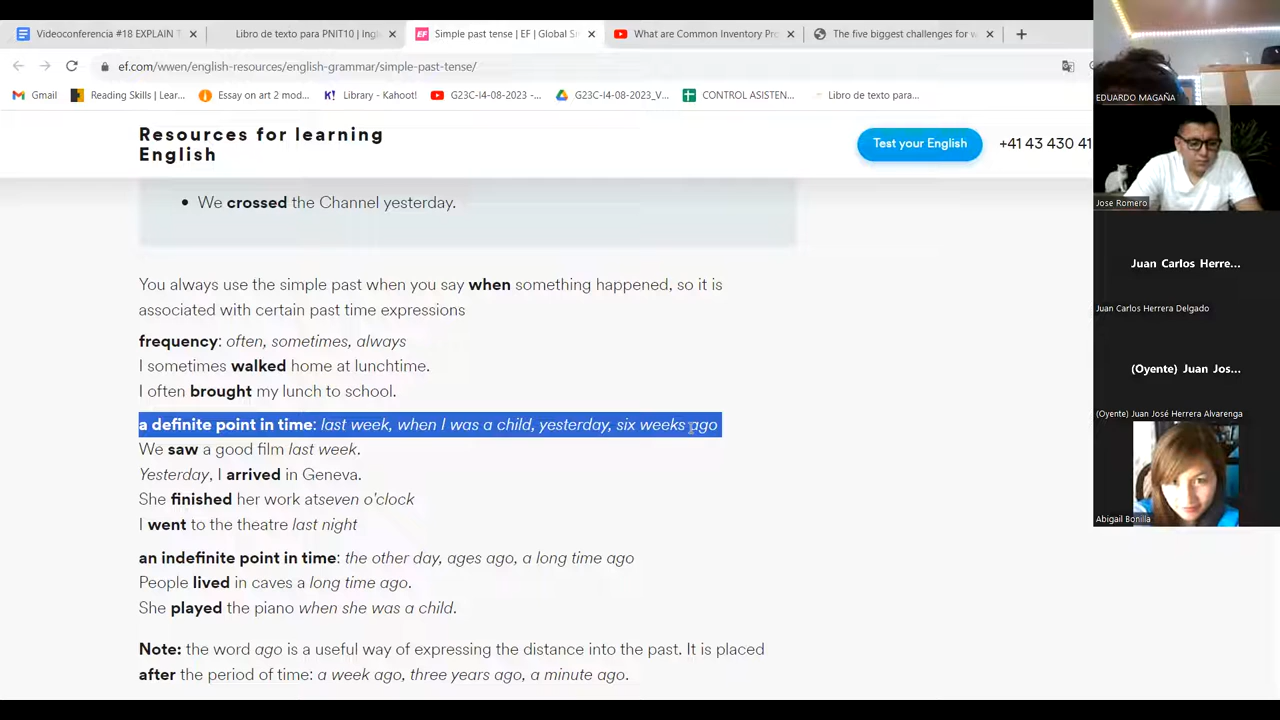 Videoconferencia #18 EXPLAIN T
Libro de texto para PNIT10 | Ingl
EF Simple past tense | EF | Global S
What are Common Inventory Pro
The five biggest challenges for w
ef.com/wwen/english-resources/english-grammar/simple-past-tense/
Gmail
Reading Skills | Lear...
Essay on art 2 mod...
Library - Kahoot!
G23C-I4-08-2023 -...
G23C-I4-08-2023_V...
CONTROL ASISTEN...
Libro de texto para...
Resources for learning
English
Test your English
+41 43 430 41
We crossed the Channel yesterday.
You always use the simple past when you say when something happened, so it is
associated with certain past time expressions
frequency: often, sometimes, always
I sometimes walked home at lunchtime.
I often brought my lunch to school.
a definite point in time: last week, when I was a child, yesterday, six weeks ago
We saw a good film last week.
Yesterday, I arrived in Geneva.
She finished her work atseven o'clock
I went to the theatre last night
an indefinite point in time: the other day, ages ago, a long time ago
People lived in caves a long time ago.
She played the piano when she was a child.
Note: the word ago is a useful way of expressing the distance into the past. It is placed
after the period of time: a week ago, three years ago, a minute ago.
EDUARDO MAGAÑA
Jose Romero
Juan Carlos Herre...
Juan Carlos Herrera Delgado
(Oyente) Juan Jos...
(Oyente) Juan José Herrera Alvarenga
Abigail Bonilla